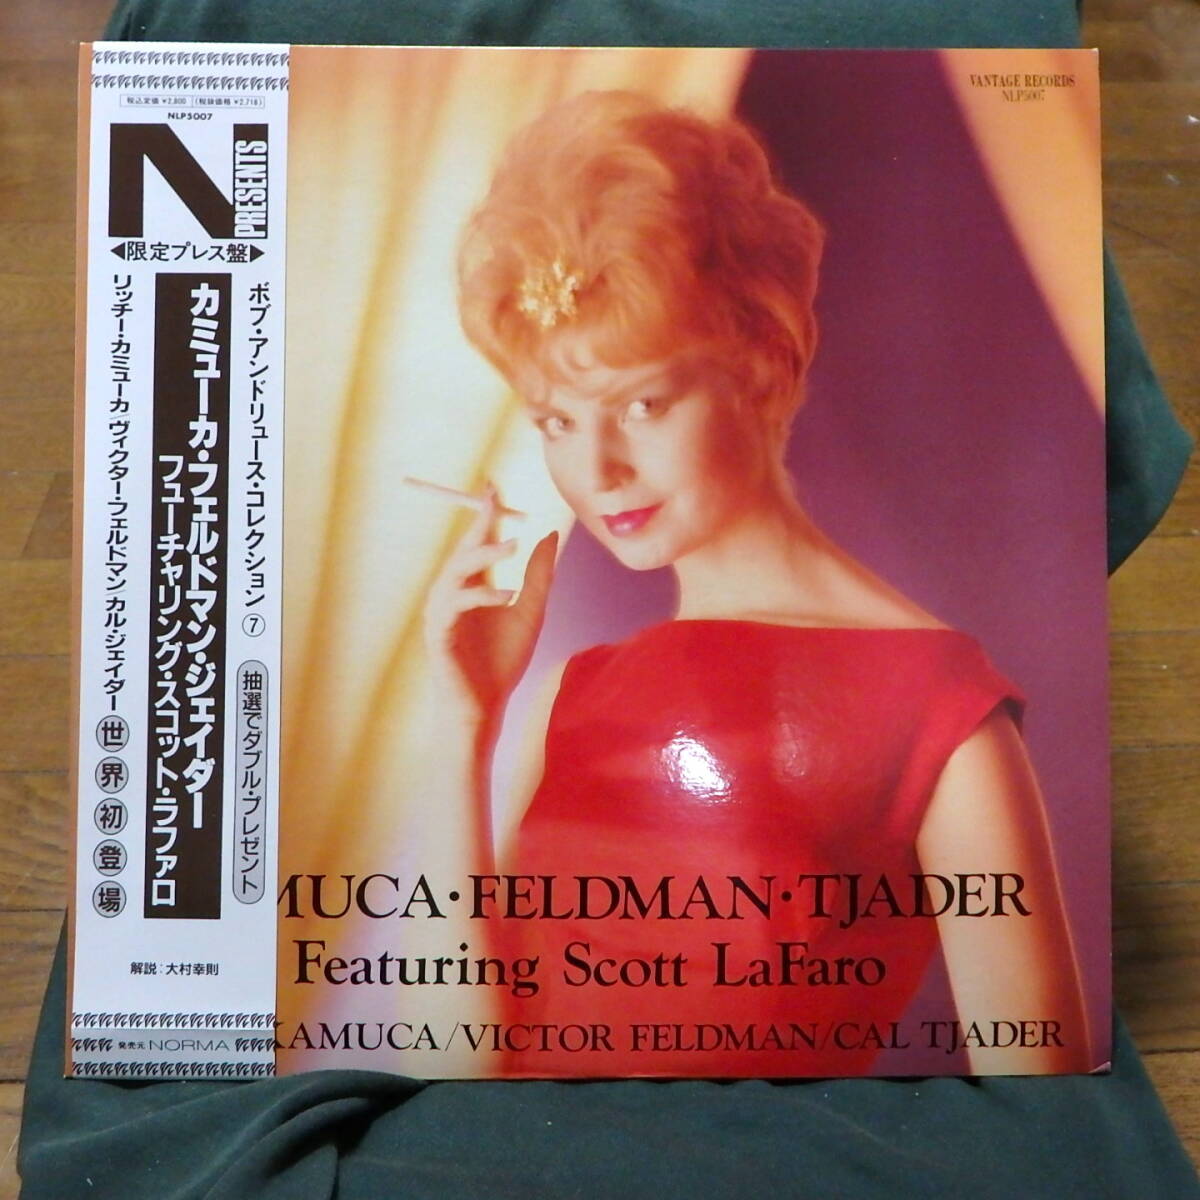 税込定価 ¥2,800 (税抜価格 ¥2,718)
NLP5007
N PRESENTS
◀限定プレス盤▶
ボブ・アンドリュース・コレクション⑦
抽選でダブル・プレゼント
カミューカ・フェルドマン・ジェイダー
フューチャリング・スコット・ラファロ
リッチー・カミューカ/ヴィクター・フェルドマン/カル・ジェイダー
世界初登場
解説:大村幸則
発売元 NORMA
VANTAGE RECORDS
NLP5007
MUCA・FELDMAN・TJADER
Featuring Scott LaFaro
KAMUCA/VICTOR FELDMAN/CAL TJADER